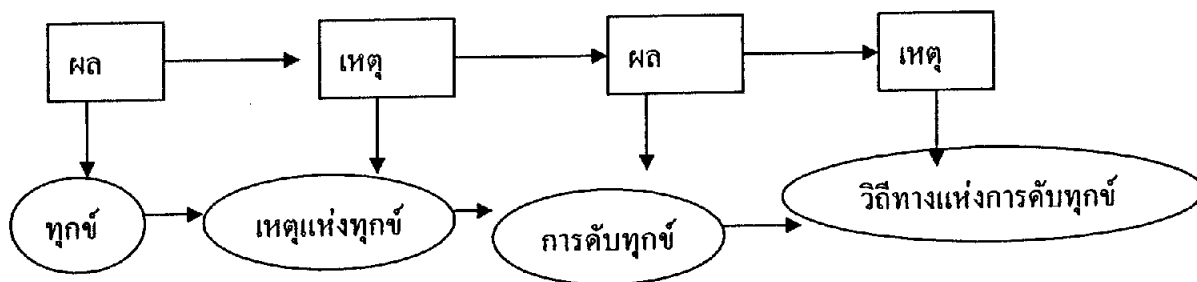 ผล
เหตุ
ผล
เหตุ
ทุกข์
เหตุแห่งทุกข์
การดับทุกข์
วิถีทางแห่งการดับทุกข์